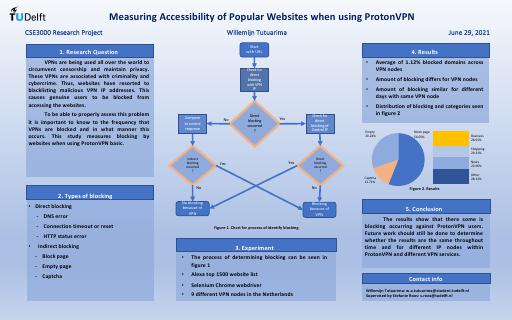 TUDelft
Measuring Accessibility of Popular Websites when using ProtonVPN
CSE3000 Research Project
Willemijn Tutuarima
June 29, 2021
1. Research Question
VPNs are being used all over the world to
circumvent censorship and maintain privacy.
These VPNs are associated with criminality and
cybercrime. Thus, websites have resorted to
blacklisting malicious VPN IP addresses. This
causes genuine users to be blocked from
accessing the websites.
To be able to properly assess this problem
it is important to know to the frequency that
VPNs are blocked and in what manner this
occurs. This study measures blocking by
websites when using ProtonVPN basic.
2. Types of blocking
• Direct blocking
- DNS error
- Connection timeout or reset
- HTTP status error
• Indirect blocking
- Block page
- Empty page
- Captcha
Start
with URL
Check for
direct
blocking
with VPN
IP
Direct
blocking
occurred
?
No
Yes
Compare
to control
response
Check for
direct
blocking of
Control IP
Indirect
blocking
occurred
?
Direct
blocking
occurred
?
Yes
Yes
No
No
No blocking
because of
VPN
Blocking
because of
VPN
Figure 1. Chart for process of identify blocking
3. Experiment
• The process of determining blocking can be seen in
figure 1
• Alexa top 1500 website list
• Selenium Chrome webdriver
• 9 different VPN nodes in the Netherlands
4. Results
• Average of 1.12% blocked domains across
VPN nodes
• Amount of blocking differs for VPN nodes
• Amount of blocking similar for different
days with same VPN node
• Distribution of blocking and categories seen
in figure 2
Empty
Block page
Captcha
Business
Shopping
News
Other
Figure 2. Results
5. Conclusion
The results show that there some is
blocking occurring against ProtonVPN users.
Future work should still be done to determine
whether the results are the same throughout
time and for different IP nodes within
ProtonVPN and different VPN services.
Contact info
Willemijn Tutuarima:
Supervised by Stefanie Roos: